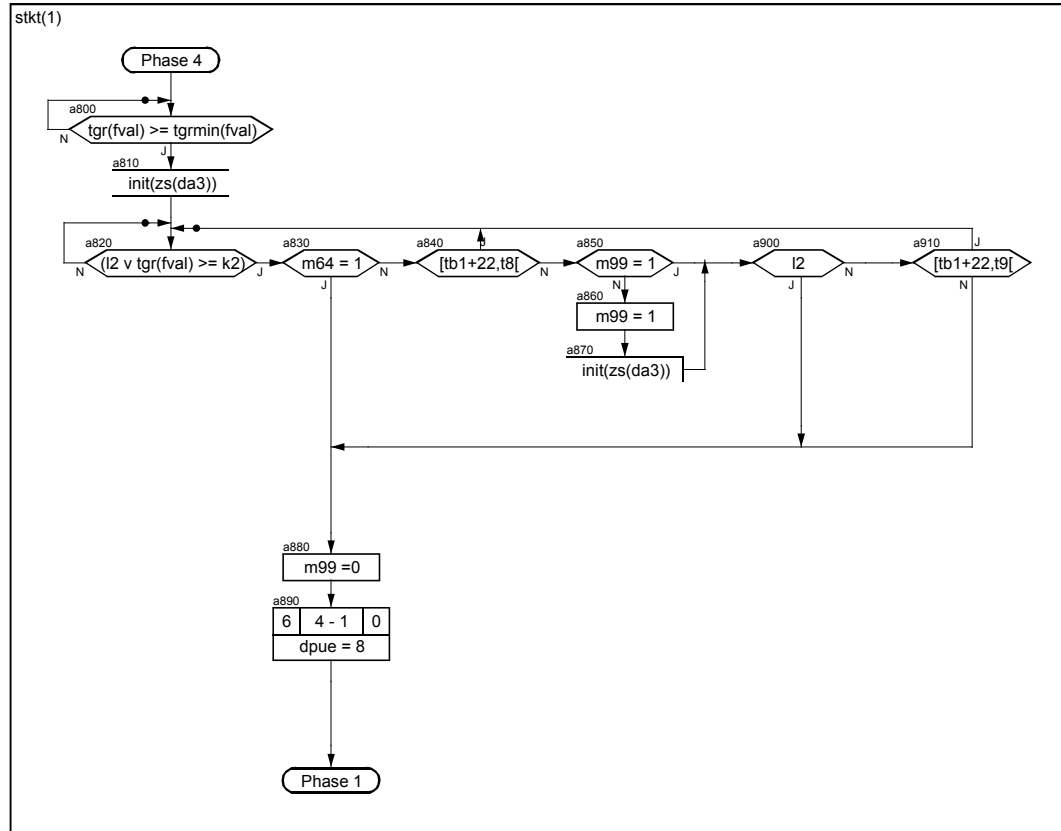 stkt(1)
Phase 4
a800
tgr(fval) >= tgrmin(fval)
N
J
a810
init(zs(da3))
a820
(l2 v tgr(fval) >= k2)
N
J
a830
m64 = 1
N
J
a840
[tb1+22,t8[
J
N
a850
m99 = 1
J
N
a860
m99 = 1
a870
init(zs(da3))
a900
l2
N
J
a910
[tb1+22,t9[
J
N
a880
m99 =0
a890
6 4 - 1 0
dpue = 8
Phase 1